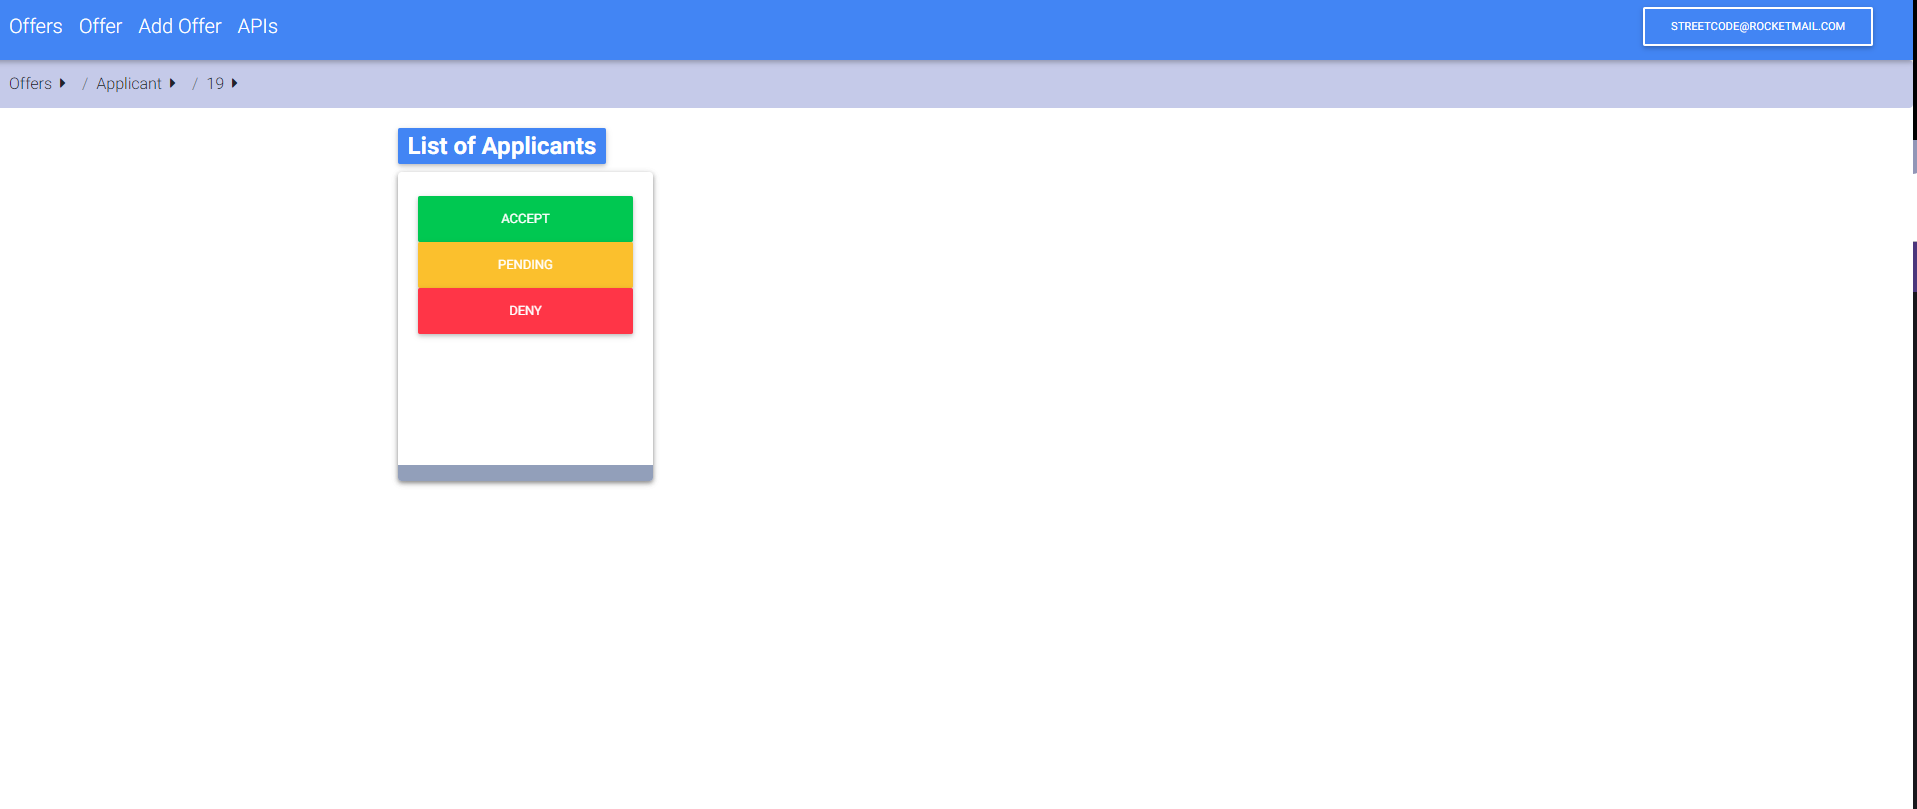 Offers Offer Add Offer APIs
STREETCODE@ROCKETMAIL.COM
Offers / Applicant / 19
List of Applicants
ACCEPT
PENDING
DENY